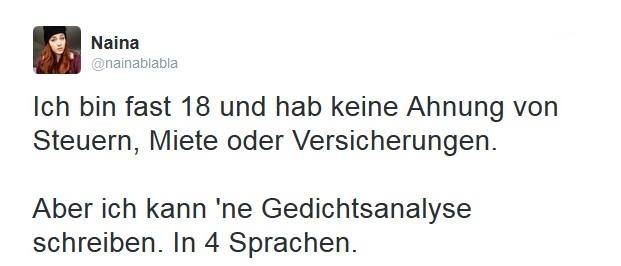 Naina
@nainablabla
Ich bin fast 18 und hab keine Ahnung von
Steuern, Miete oder Versicherungen.
Aber ich kann 'ne Gedichtsanalyse
schreiben. In 4 Sprachen.